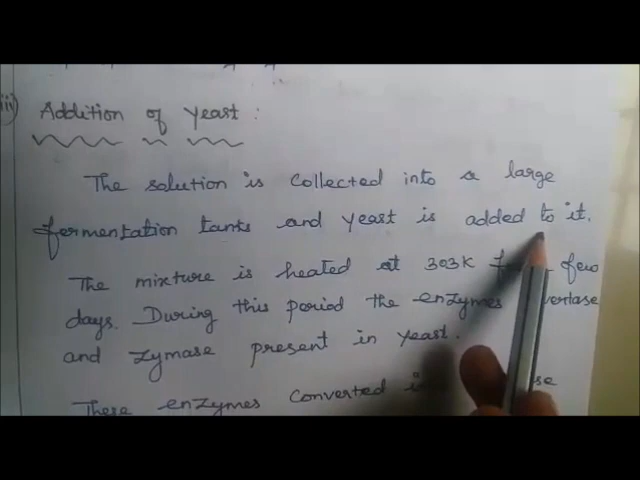 iii) Addition of yeast :
The solution is collected into a large
fermentation tanks and yeast is added to it.
The mixture is heated at 303K few
days. During this period the enzymes
and zymase present in yeast.
These enzymes converted